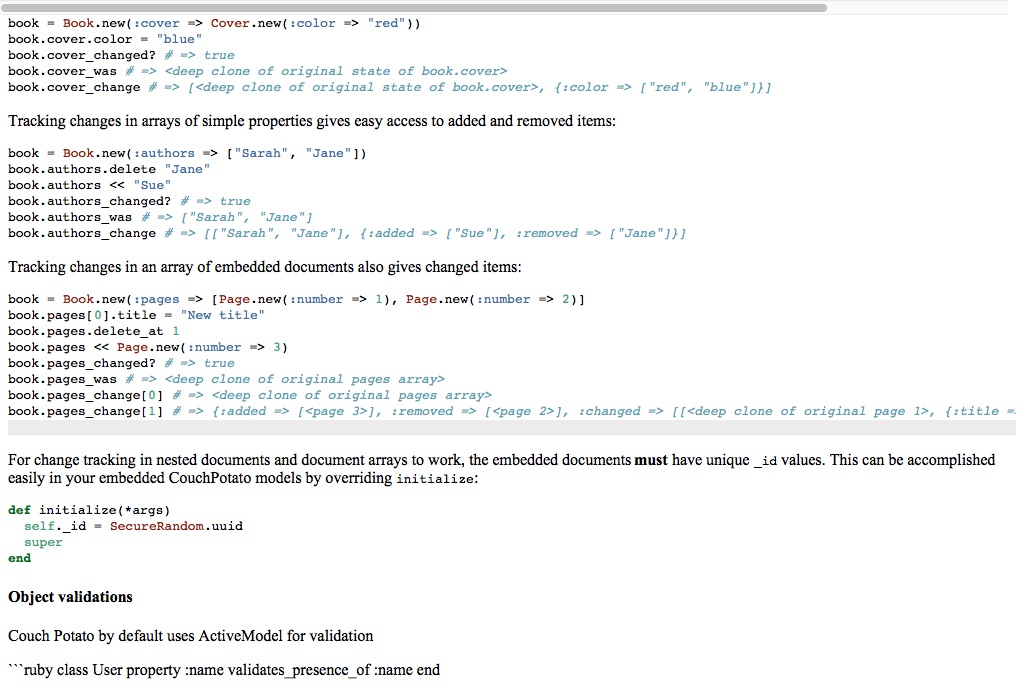 book = Book.new(:cover => Cover.new(:color => "red"))
book.cover.color = "blue"
book.cover_changed? # => true
book.cover_was # => <deep clone of original state of book.cover>
book.cover_change # => [<deep clone of original state of book.cover>, {:color => ["red", "blue"]}]
Tracking changes in arrays of simple properties gives easy access to added and removed items:
book = Book.new(:authors => ["Sarah", "Jane"])
book.authors.delete "Jane"
book.authors << "Sue"
book.authors_changed? # => true
book.authors_was # => ["Sarah", "Jane"]
book.authors_change # => [["Sarah", "Jane"], {:added => ["Sue"], :removed => ["Jane"]}]
Tracking changes in an array of embedded documents also gives changed items:
book = Book.new(:pages => [Page.new(:number => 1), Page.new(:number => 2)]
book.pages[0].title = "New title"
book.pages.delete_at 1
book.pages << Page.new(:number => 3)
book.pages_changed? # => true
book.pages_was # => <deep clone of original pages array>
book.pages_change[0] # => <deep clone of original pages array>
book.pages_change[1] # => {:added => [<page 3>], :removed => [<page 2>], :changed => [[<deep clone of original page 1>, {:title =
For change tracking in nested documents and document arrays to work, the embedded documents must have unique _id values. This can be accomplished
easily in your embedded CouchPotato models by overriding initialize:
def initialize(*args)
  self._id = SecureRandom.uuid
  super
end
Object validations
Couch Potato by default uses ActiveModel for validation
```ruby class User property :name validates_presence_of :name end